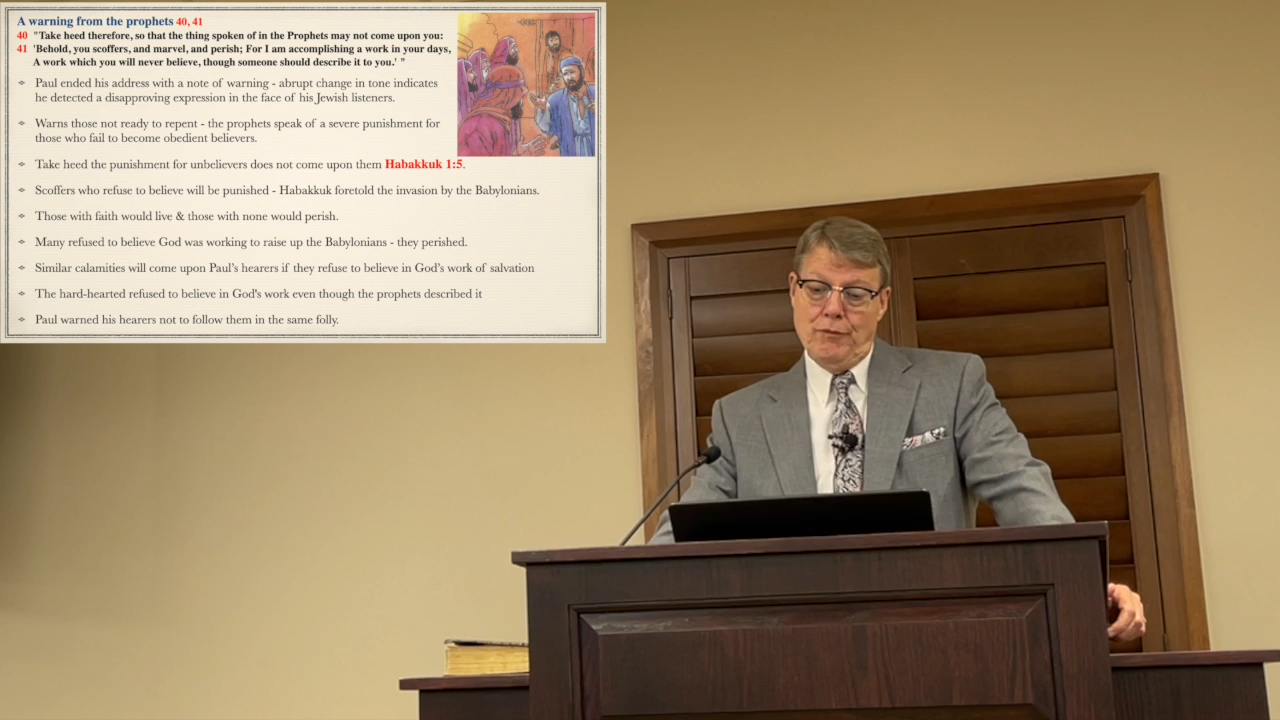 A warning from the prophets 40, 41
40 "Take heed therefore, so that the thing spoken of in the Prophets may not come upon you:
41 'Behold, you scoffers, and marvel, and perish; For I am accomplishing a work in your days,
A work which you will never believe, though someone should describe it to you.' "
Paul ended his address with a note of warning - abrupt change in tone indicates
he detected a disapproving expression in the face of his Jewish listeners.
Warns those not ready to repent - the prophets speak of a severe punishment for
those who fail to become obedient believers.
Take heed the punishment for unbelievers does not come upon them Habakkuk 1:5.
Scoffers who refuse to believe will be punished - Habakkuk foretold the invasion by the Babylonians.
Those with faith would live & those with none would perish.
Many refused to believe God was working to raise up the Babylonians - they perished.
Similar calamities will come upon Paul's hearers if they refuse to believe in God's work of salvation
The hard-hearted refused to believe in God's work even though the prophets described it
Paul warned his hearers not to follow them in the same folly.